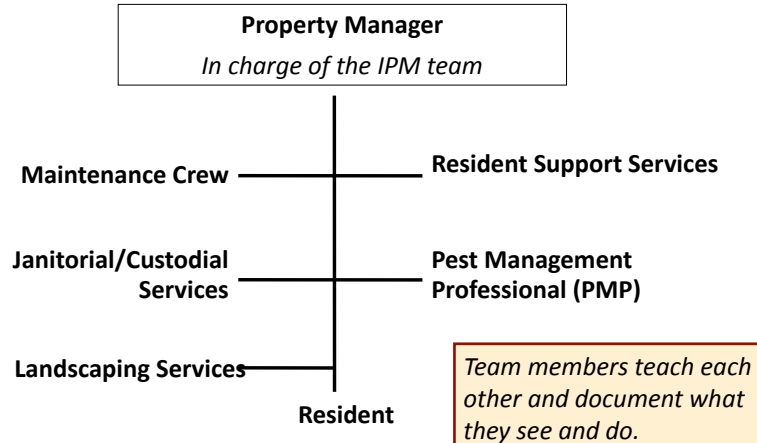 Property Manager
In charge of the IPM team
Maintenance Crew
Resident Support Services
Janitorial/Custodial
Services
Pest Management
Professional (PMP)
Landscaping Services
Resident
Team members teach each
other and document what
they see and do.